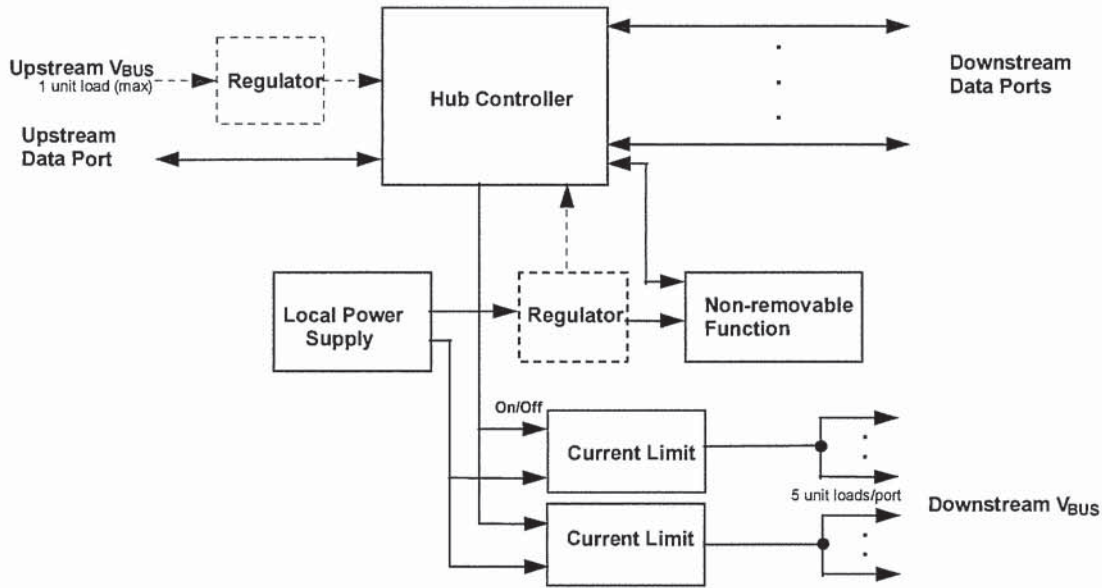 Upstream VBUS
1 unit load (max)
Regulator
Hub Controller
Downstream
Data Ports
Upstream
Data Port
Local Power
Supply
Regulator
Non-removable
Function
On/Off
Current Limit
5 unit loads/port
Downstream VBUS
Current Limit